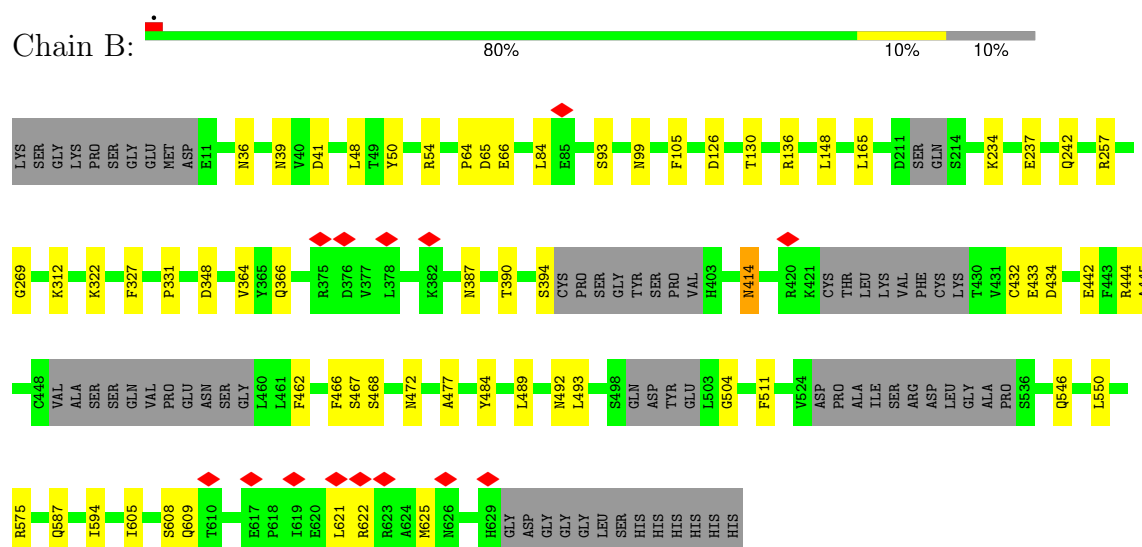 Chain B:
80% 10% 10%
LYS SER GLY LYS PRO SER GLY GLU MET ASP E11 N36 N39 V40 D41 L48 T49 Y50 R54 P64 D65 E66 L84 E85 S93 N99 F105 D126 T130 R136 L148 L165 D211 SER GLN S214 K234 E237 Q242 R257
G269 K312 K322 F327 P331 D348 V364 Y365 Q366 R375 D376 V377 L378 K382 N387 T390 S394 CYS PRO SER GLY TYR SER PRO VAL H403 N414 R420 K421 CYS THR LEU LYS VAL PHE CYS LYS T430 V431 C432 E433 D434 E442 F443 R444 A445
C448 VAL ALA SER SER GLN VAL PRO GLU ASN SER GLY L460 L461 F462 F466 S467 S468 N472 A477 Y484 L489 N492 L493 S498 GLN ASP TYR GLU L503 G504 F511 V524 ASP PRO ALA ILE SER ARG ASP LEU GLY ALA PRO S536 Q546 L550
R575 Q587 I594 I605 S608 Q609 T610 E617 P618 I619 E620 L621 R622 R623 A624 M625 N626 H629 GLY ASP GLY GLY GLY LEU SER HIS HIS HIS HIS HIS HIS